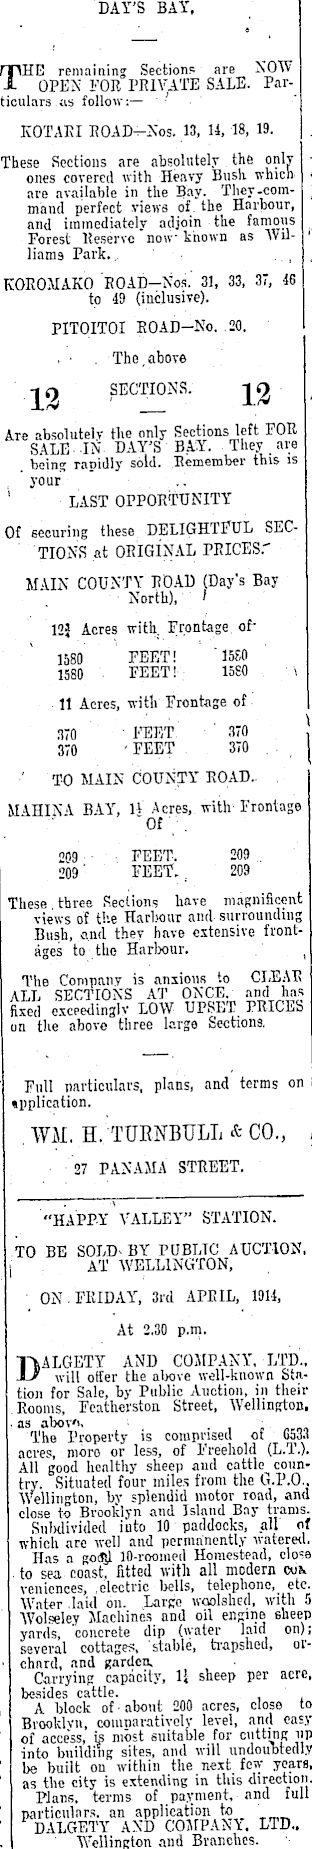 DAY'S BAY,
THE remaining Sections are NOW
OPEN FOR PRIVATE SALE. Par-
ticulars as follow:—
KOTARI ROAD—Nos. 13, 14, 18, 19.
These Sections are absolutely the only
ones covered with Heavy Bush which
are available in the Bay. They com-
mand perfect views of the Harbour,
and immediately adjoin the famous
Forest Reserve now known as Wil-
liams Park.
KOROMAKO ROAD—Nos. 31, 33, 37, 46
to 49 (inclusive).
PITOITOI ROAD—No. 20.
The above
12 SECTIONS. 12
Are absolutely the only Sections left FOR
SALE IN DAY'S BAY. They are
being rapidly sold. Remember this is
your
LAST OPPORTUNITY
Of securing these DELIGHTFUL SEC-
TIONS at ORIGINAL PRICES.
MAIN COUNTY ROAD (Day's Bay
North),
12¾ Acres with Frontage of
1580 FEET! 1580
1580 FEET! 1580
11 Acres, with Frontage of
370 FEET 370
370 FEET 370
TO MAIN COUNTY ROAD.
MAHINA BAY, Acres, with Frontage
Of
209 FEET. 209
209 FEET. 209
These three Sections have magnificent
views of the Harbour and surrounding
Bush, and they have extensive front-
ages to the Harbour.
The Company is anxious to CLEAR
ALL SECTIONS AT ONCE, and has
fixed exceedingly LOW UPSET PRICES
on the above three large Sections.
Full particulars, plans, and terms on
application.
WM. H. TURNBULL & CO.,
27 PANAMA STREET.
"HAPPY VALLEY" STATION.
TO BE SOLD BY PUBLIC AUCTION,
AT WELLINGTON,
ON FRIDAY, 3rd APRIL, 1914,
At 2.30 p.m.
DALGETY AND COMPANY, LTD.,
will offer the above well-known Sta-
tion for Sale, by Public Auction, in their
Rooms, Featherston Street, Wellington,
as above.
The Property is comprised of
acres, more or less, of Freehold (L.T.).
All good healthy sheep and cattle coun-
try. Situated four miles from the G.P.O.,
Wellington, by splendid motor road, and
close to Brooklyn and Island Bay trams.
Subdivided into 10 paddocks, all of
which are well and permanently watered.
Has a good 10-roomed Homestead, close
to sea coast, fitted with all modern con-
veniences, electric bells, telephone, etc.
Water laid on. Large woolshed, with 5
Wolseley Machines and oil engine sheep
yards, concrete dip (water laid on);
several cottages, stable, trapshed, or-
chard, and garden.
Carrying capacity, 1¼ sheep per acre,
besides cattle.
A block of about 200 acres, close to
Brooklyn, comparatively level, and easy
of access, is most suitable for cutting up
into building sites, and will undoubtedly
be built on within the next few years,
as the city is extending in this direction.
Plans, terms of payment, and full
particulars, an application to
DALGETY AND COMPANY, LTD.,
Wellington and Branches.